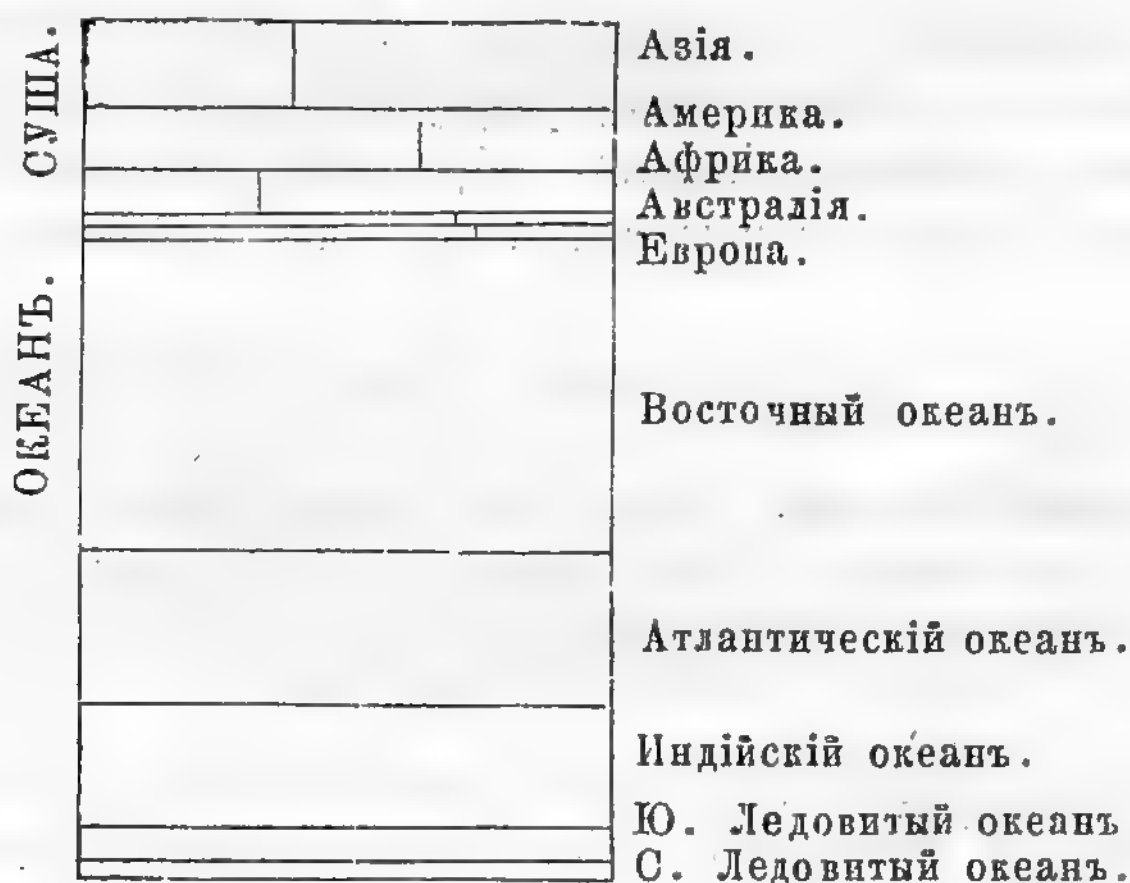 СУША.
ОКЕАНЪ.
Азія.
Америка.
Африка.
Австралія.
Европа.
Восточный океанъ.
Атлантическій океанъ.
Индійскій океанъ.
Ю. Ледовитый океанъ
С. Ледовитый океанъ.